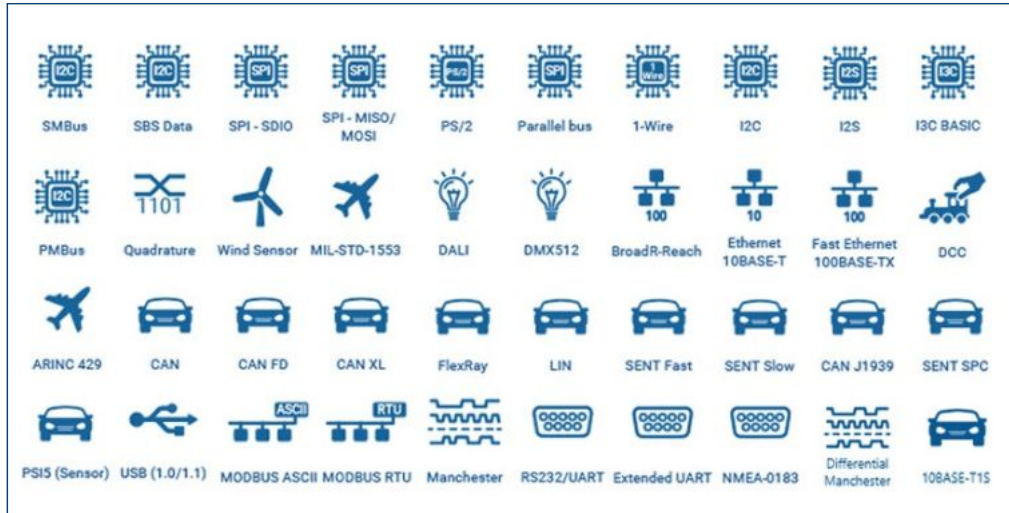 I2C I2C SPI SPI PS/2 SPI 1 Wire I2C I2S I3C
SMBus SBS Data SPI - SDIO SPI - MISO/ MOSI PS/2 Parallel bus 1-Wire I2C I2S I3C BASIC
I2C 1101 100 10 100
PMBus Quadrature Wind Sensor MIL-STD-1553 DALI DMX512 BroadR-Reach Ethernet 10BASE-T Fast Ethernet 100BASE-TX DCC
ARINC 429 CAN CAN FD CAN XL FlexRay LIN SENT Fast SENT Slow CAN J1939 SENT SPC
ASCII RTU
PSI5 (Sensor) USB (1.0/1.1) MODBUS ASCII MODBUS RTU Manchester RS232/UART Extended UART NMEA-0183 Differential Manchester 10BASE-T1S